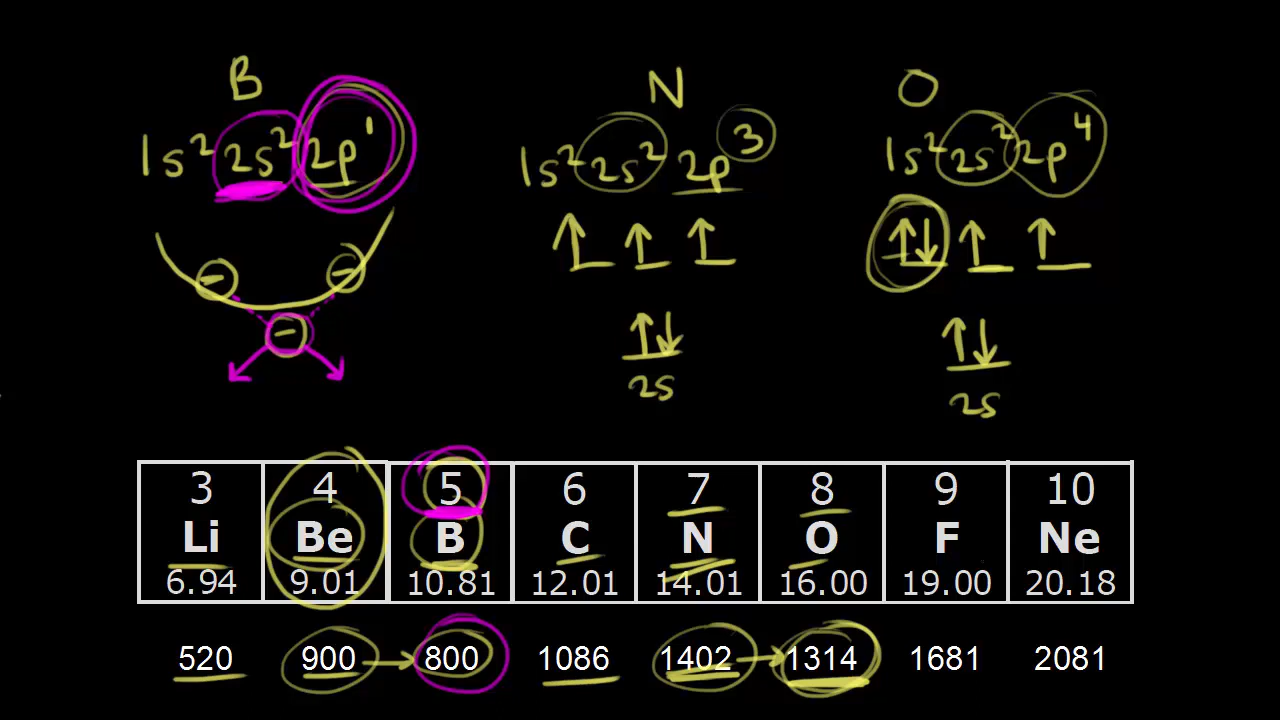 B N O
1s² 2s² 2p¹ 1s² 2s² 2p³ 1s² 2s² 2p⁴
2s 2s
3 4 5 6 7 8 9 10
Li Be B C N O F Ne
6.94 9.01 10.81 12.01 14.01 16.00 19.00 20.18
520 900 800 1086 1402 1314 1681 2081